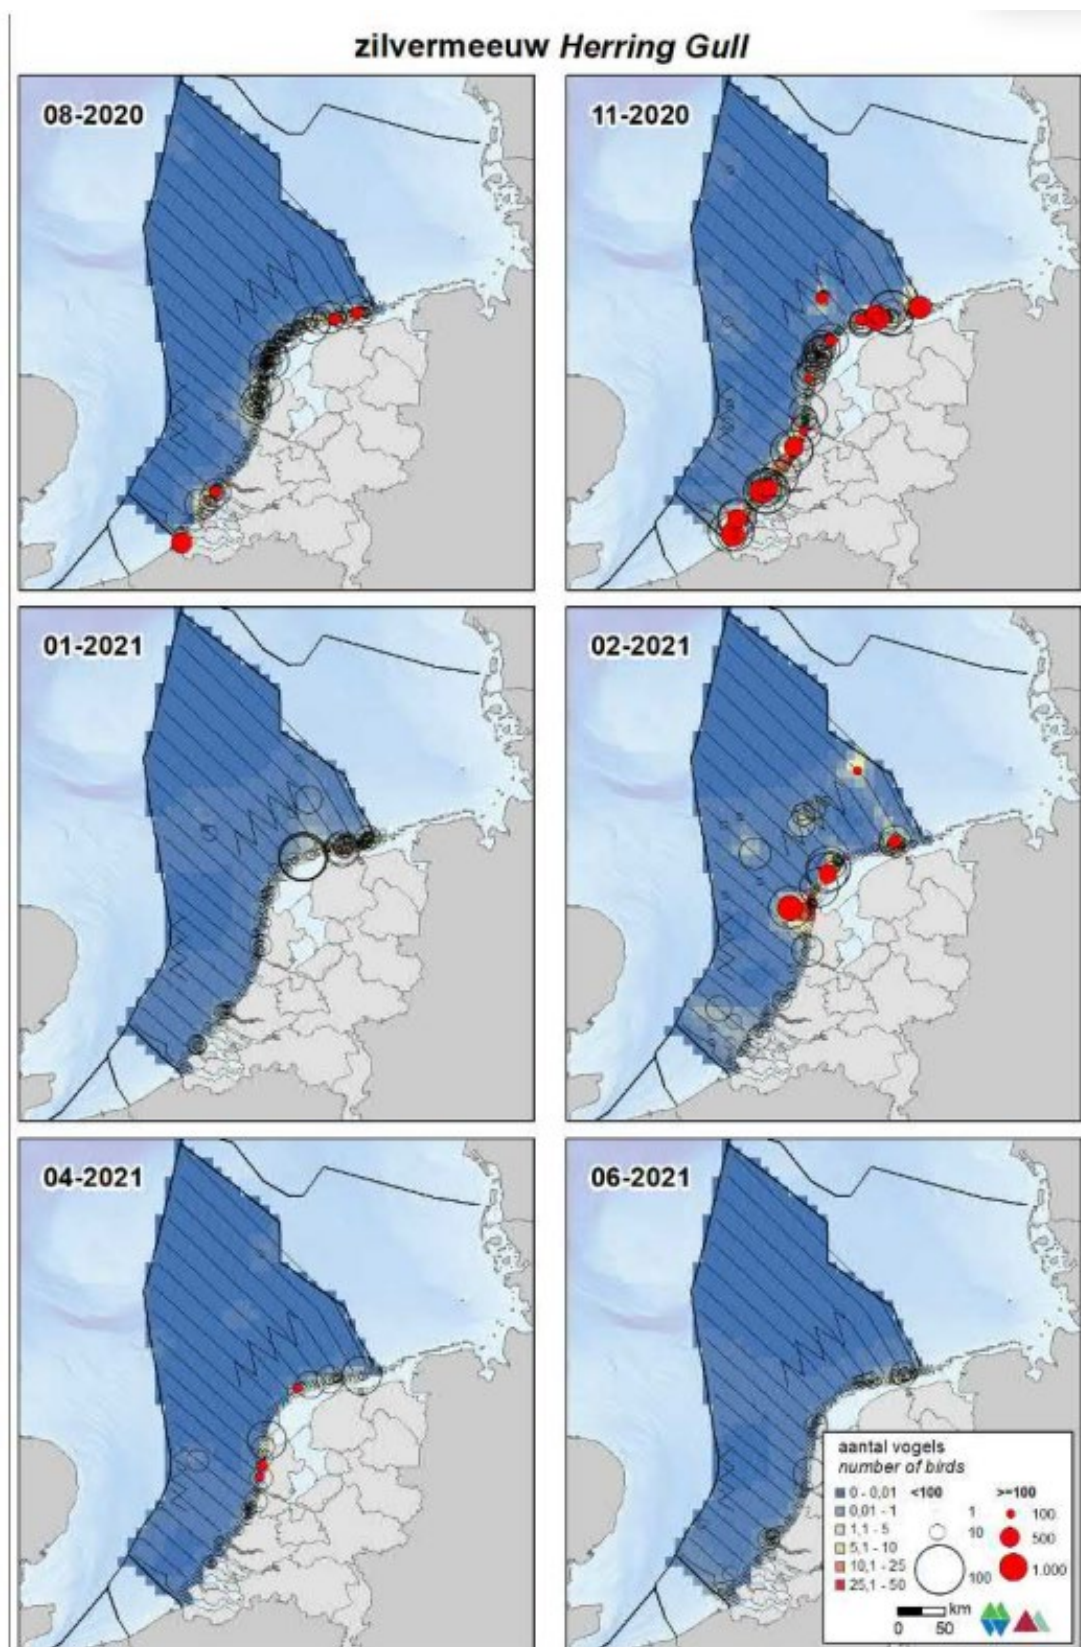 zilvermeeuw Herring Gull
08-2020
11-2020
01-2021
02-2021
04-2021
06-2021
aantal vogels
number of birds
0 - 0,01
0,01 - 1
1,1 - 5
5,1 - 10
10,1 - 25
25,1 - 50
<100
1
10
100
>=100
100
500
1.000
km
0 50